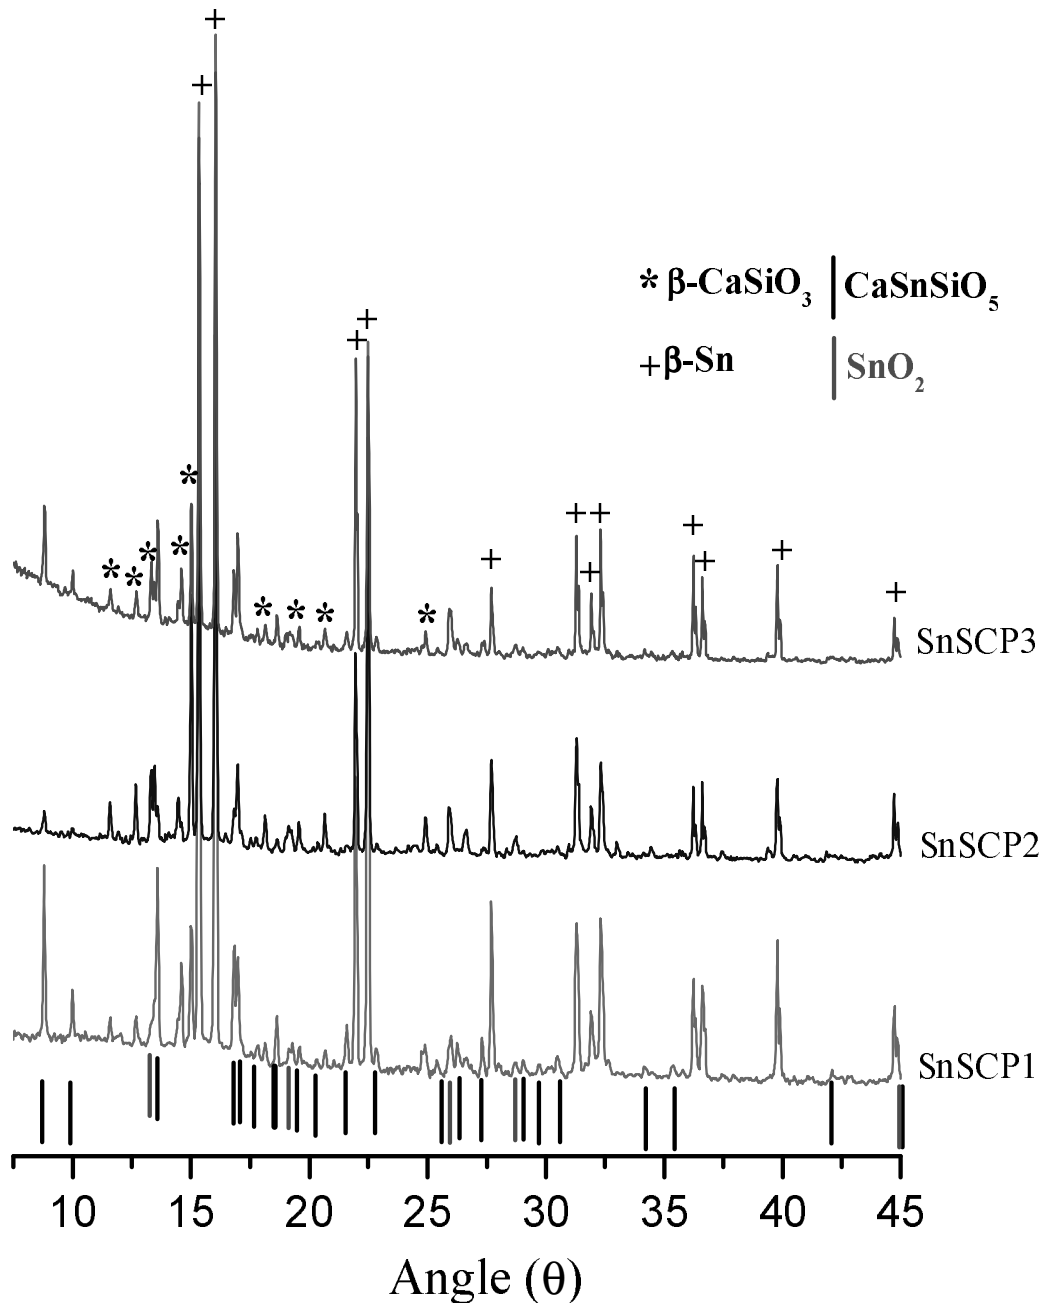 * β-CaSiO₃ | CaSnSiO₅
+ β-Sn | SnO₂
SnSCP3
SnSCP2
SnSCP1
10 15 20 25 30 35 40 45
Angle (θ)